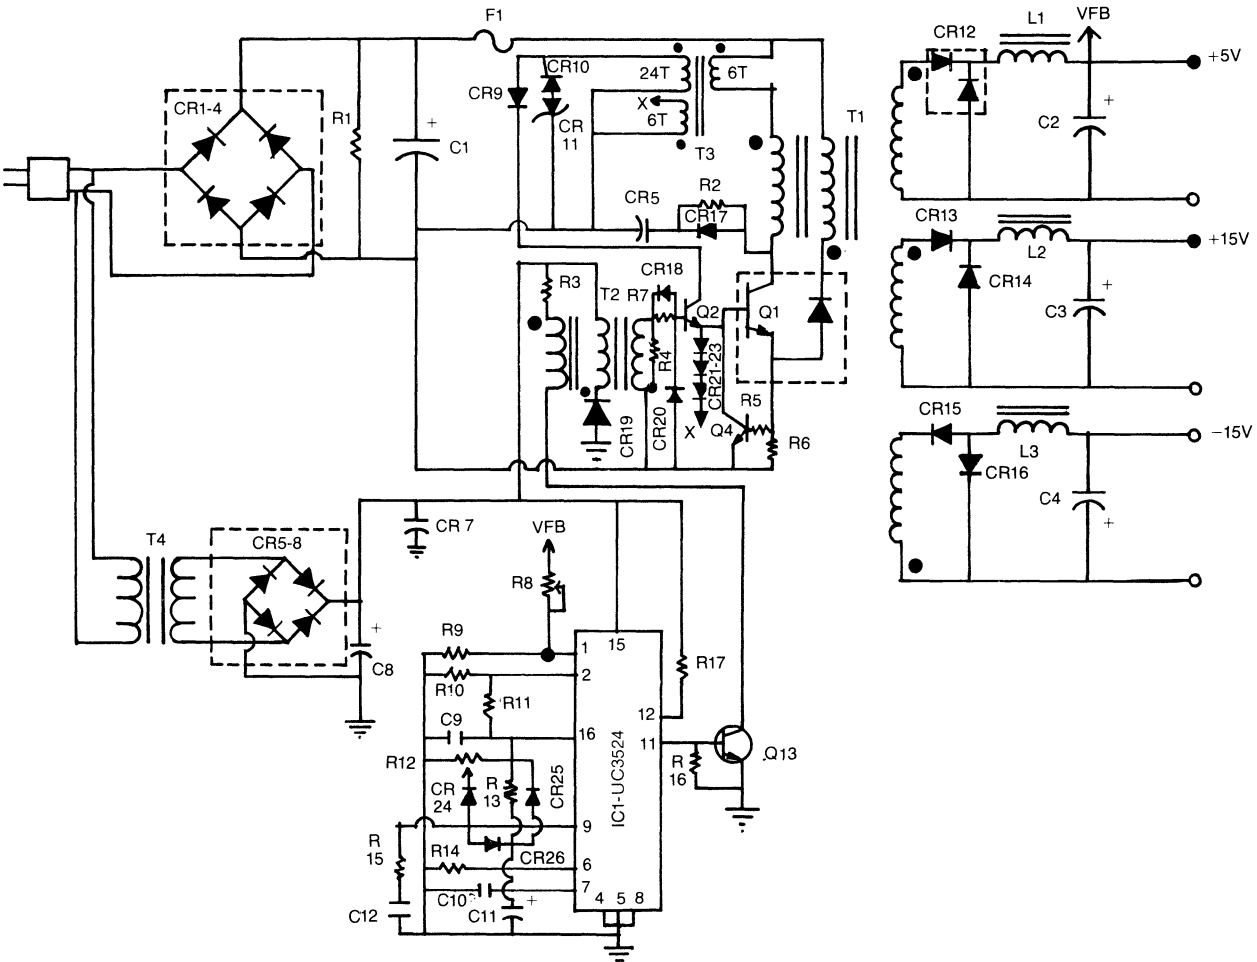 F1
CR1-4
R1
+
C1
CR9
CR10
CR
11
24T
6T
X
6T
T3
T1
CR5
R2
CR17
R3
T2
R7
CR18
Q2
Q1
R4
CR21-23
CR19
CR20
X
Q4
R5
R6
CR12
L1
VFB
+5V
+
C2
CR13
L2
+15V
CR14
+
C3
CR15
L3
−15V
CR16
C4
+
T4
CR5-8
+
C8
CR 7
VFB
R8
R9
1
15
R10
2
R11
R17
C9
16
12
11
IC1-UC3524
R
16
Q13
R12
CR
24
R
13
CR25
9
R
15
R14
CR26
6
C10
7
C12
C11
+
4
5
8